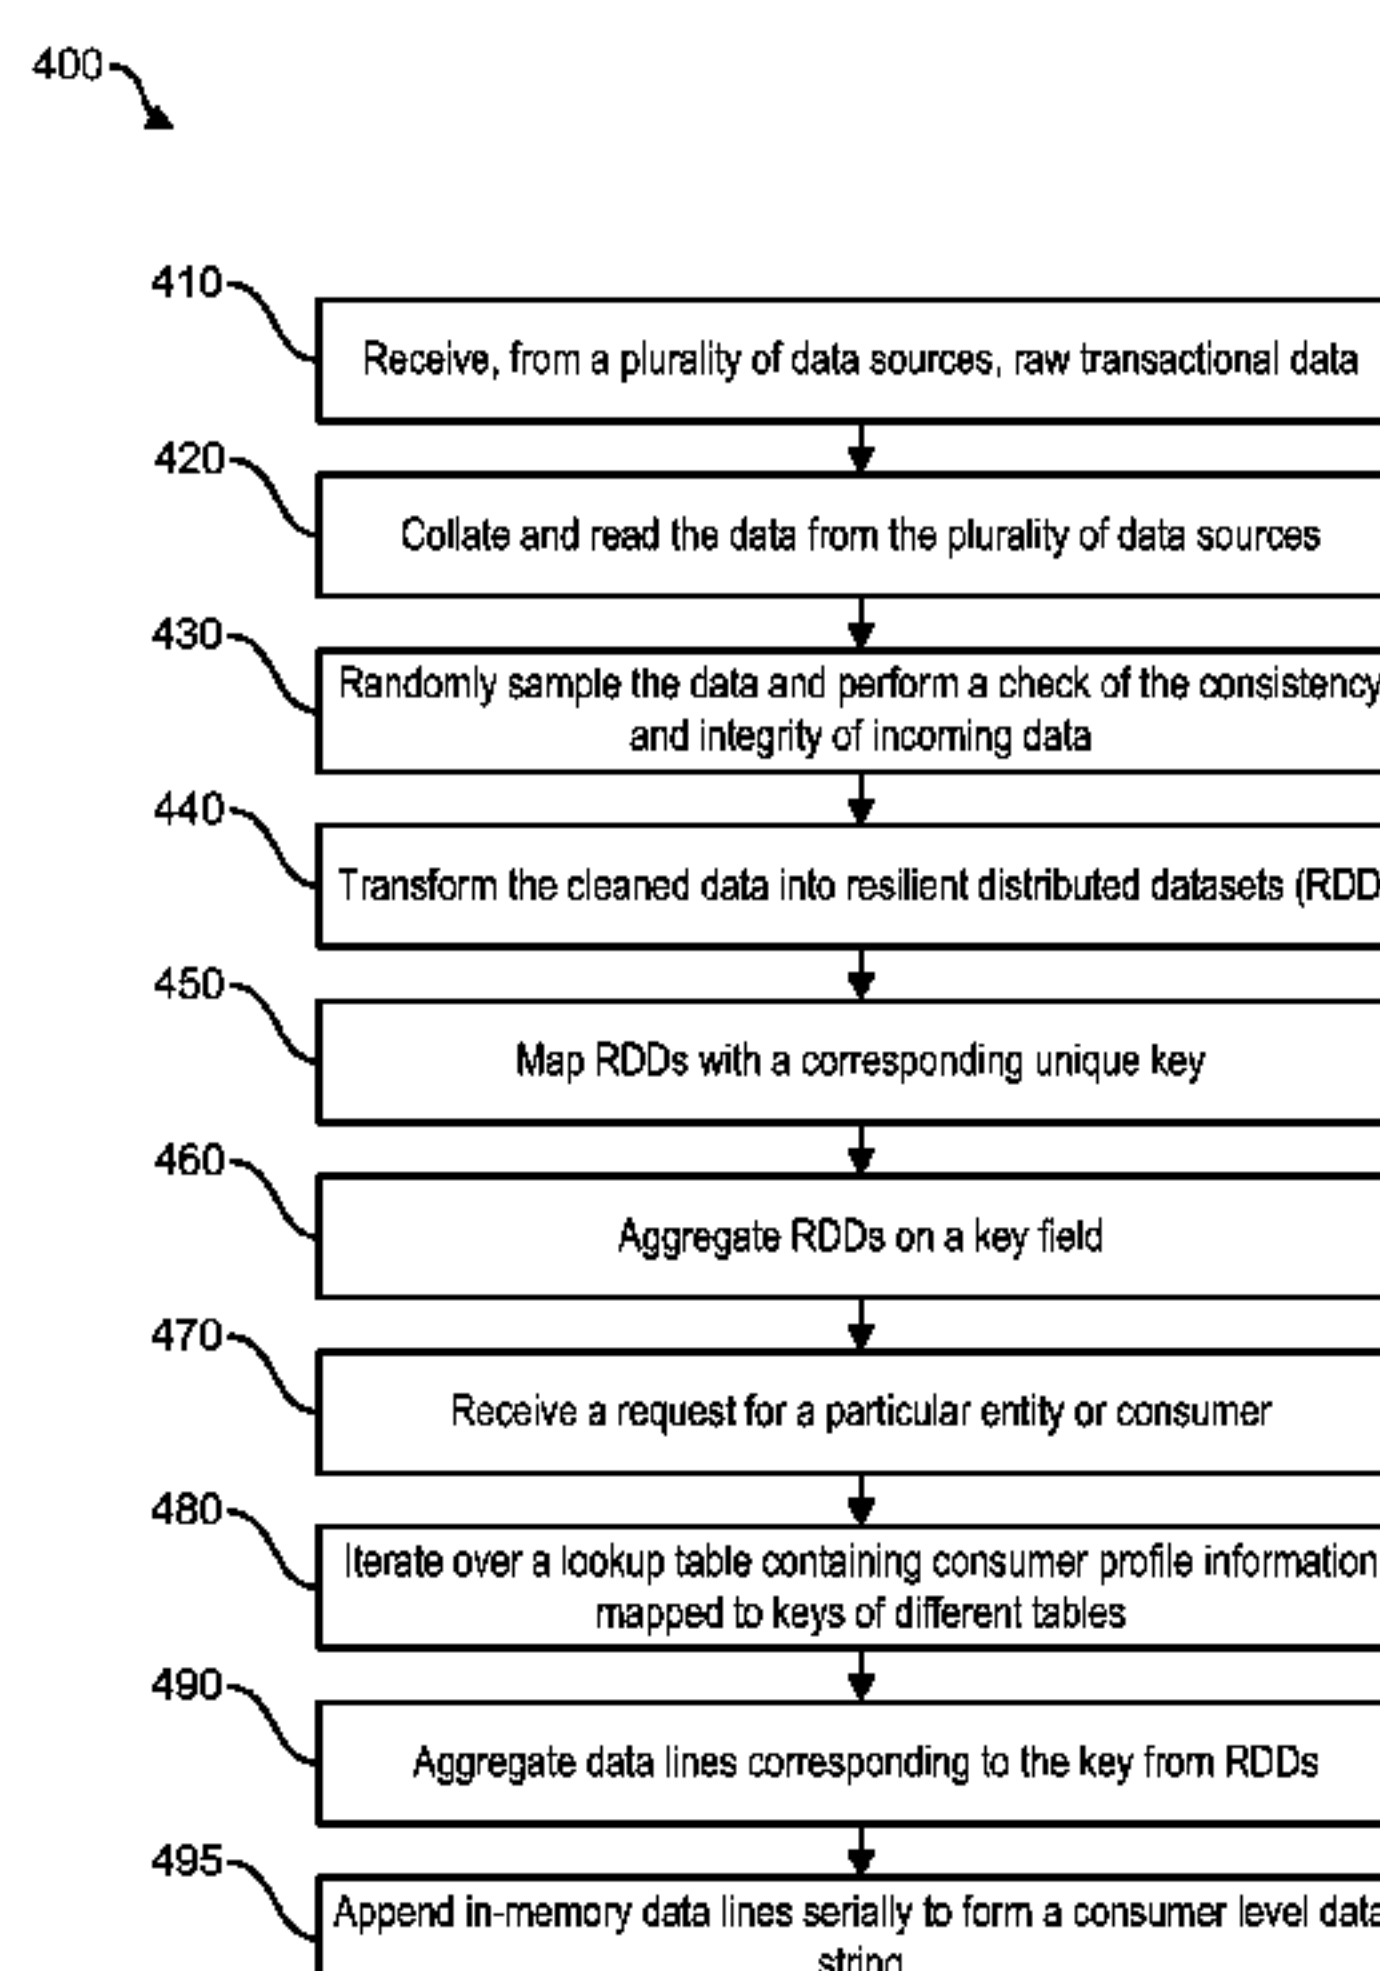 400
410
Receive, from a plurality of data sources, raw transactional data
420
Collate and read the data from the plurality of data sources
430
Randomly sample the data and perform a check of the consistency
and integrity of incoming data
440
Transform the cleaned data into resilient distributed datasets (RDD
450
Map RDDs with a corresponding unique key
460
Aggregate RDDs on a key field
470
Receive a request for a particular entity or consumer
480
Iterate over a lookup table containing consumer profile information
mapped to keys of different tables
490
Aggregate data lines corresponding to the key from RDDs
495
Append in-memory data lines serially to form a consumer level data
string